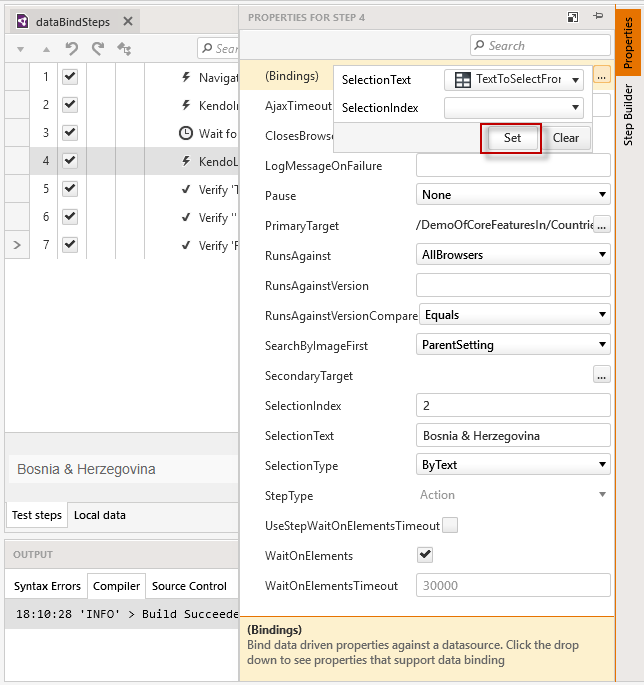 dataBindSteps
Sear
1 Navigat
2 KendoIn
3 Wait fo
4 KendoL
5 Verify 'T
6 Verify ''
7 Verify 'F
Bosnia & Herzegovina
Test steps Local data
OUTPUT
Syntax Errors Compiler Source Control
18:10:28 'INFO' > Build Succeede
PROPERTIES FOR STEP 4
Search
(Bindings) ...
SelectionText TextToSelectFron
SelectionIndex
Set Clear
AjaxTimeout
ClosesBrows
LogMessageOnFailure
Pause None
PrimaryTarget /DemoOfCoreFeaturesIn/Countrie ...
RunsAgainst AllBrowsers
RunsAgainstVersion
RunsAgainstVersionCompare Equals
SearchByImageFirst ParentSetting
SecondaryTarget ...
SelectionIndex 2
SelectionText Bosnia & Herzegovina
SelectionType ByText
StepType Action
UseStepWaitOnElementsTimeout
WaitOnElements
WaitOnElementsTimeout 30000
(Bindings)
Bind data driven properties against a datasource. Click the drop
down to see properties that support data binding
Properties
Step Builder